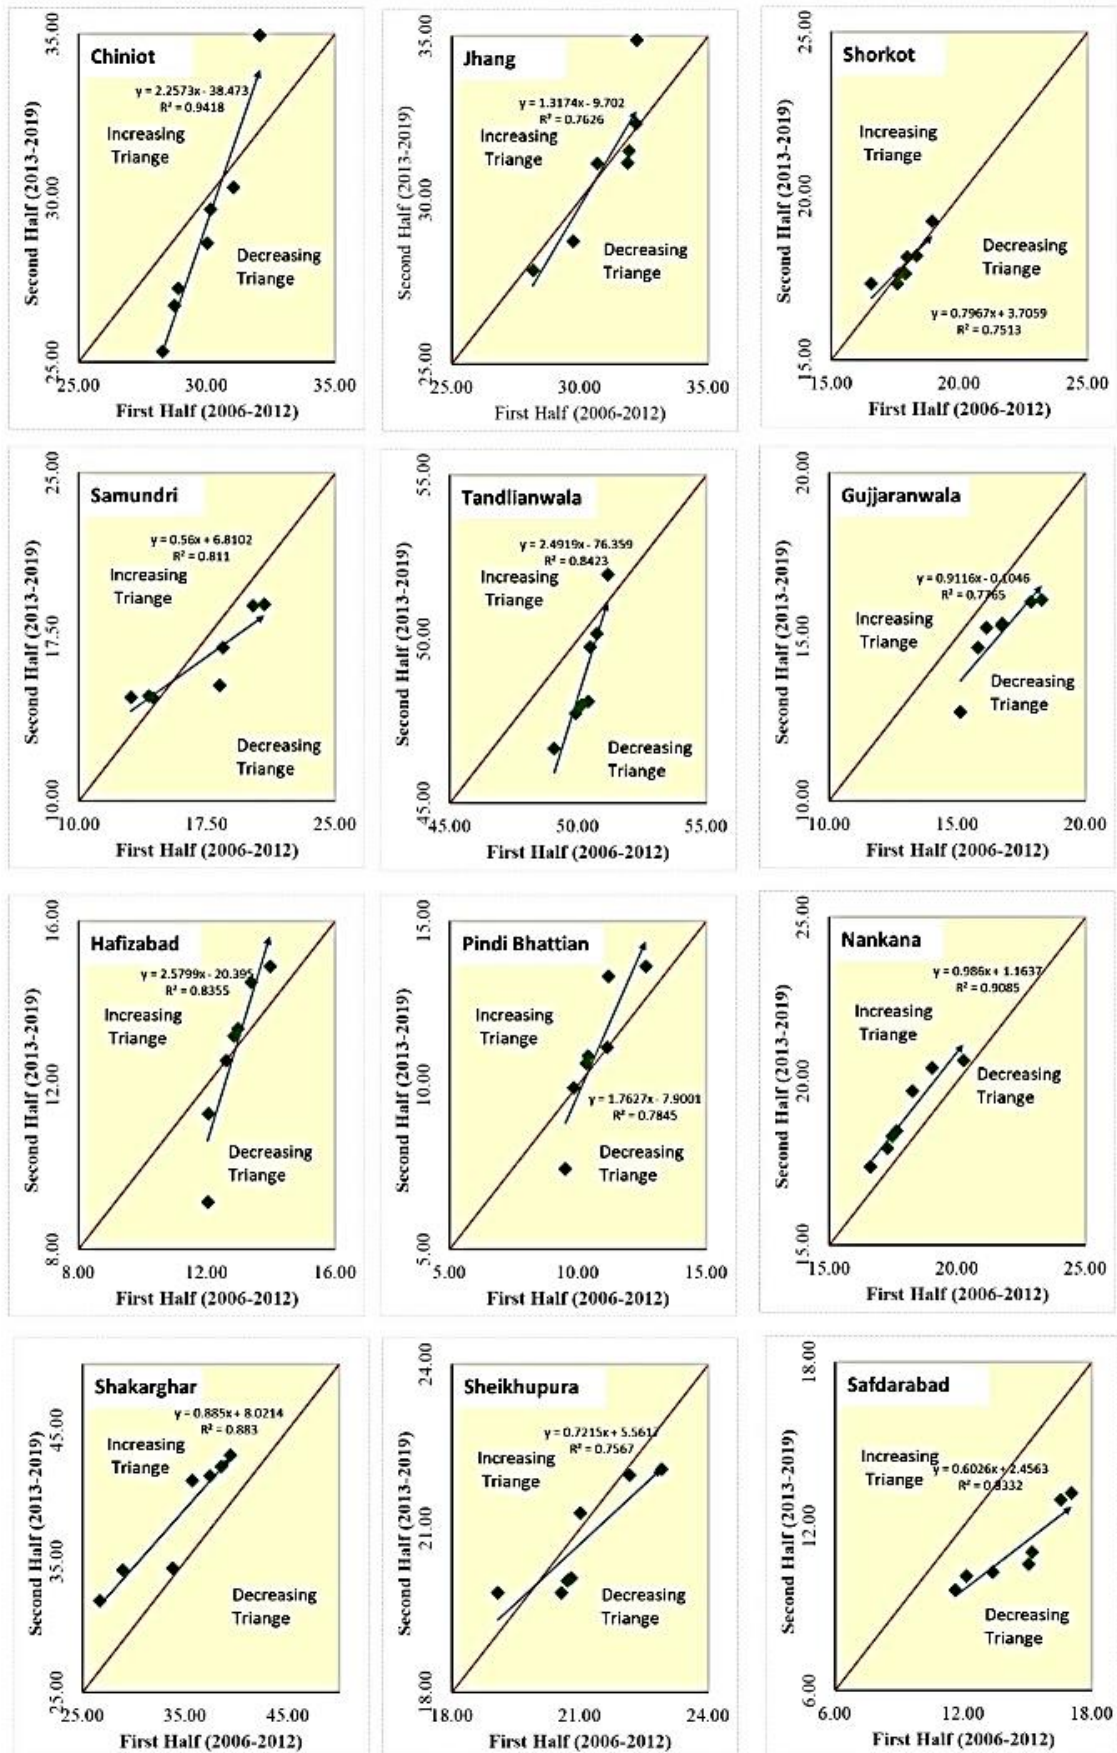 Chiniot
y = 2.2573x - 38.473
R² = 0.9418
Increasing
Triange
Decreasing
Triange
Second Half (2013-2019)
35.00
30.00
25.00
25.00 30.00 35.00
First Half (2006-2012)
Jhang
y = 1.3174x - 9.702
R² = 0.7626
Increasing
Triange
Decreasing
Triange
Second Half (2013-2019)
35.00
30.00
25.00
25.00 30.00 35.00
First Half (2006-2012)
Shorkot
Increasing
Triange
Decreasing
Triange
y = 0.7967x + 3.7059
R² = 0.7513
Second Half (2013-2019)
25.00
20.00
15.00
15.00 20.00 25.00
First Half (2006-2012)
Samundri
y = 0.56x + 6.8102
R² = 0.811
Increasing
Triange
Decreasing
Triange
Second Half (2013-2019)
25.00
17.50
10.00
10.00 17.50 25.00
First Half (2006-2012)
Tandlianwala
y = 2.4919x - 76.359
R² = 0.8423
Increasing
Triange
Decreasing
Triange
Second Half (2013-2019)
55.00
50.00
45.00
45.00 50.00 55.00
First Half (2006-2012)
Gujjaranwala
y = 0.9116x - 0.1046
R² = 0.7765
Increasing
Triange
Decreasing
Triange
Second Half (2013-2019)
20.00
15.00
10.00
10.00 15.00 20.00
First Half (2006-2012)
Hafizabad
y = 2.5799x - 20.395
R² = 0.8355
Increasing
Triange
Decreasing
Triange
Second Half (2013-2019)
16.00
12.00
8.00
8.00 12.00 16.00
First Half (2006-2012)
Pindi Bhattian
Increasing
Triange
y = 1.7627x - 7.9001
R² = 0.7845
Decreasing
Triange
Second Half (2013-2019)
15.00
10.00
5.00
5.00 10.00 15.00
First Half (2006-2012)
Nankana
y = 0.986x + 1.1637
R² = 0.9085
Increasing
Triange
Decreasing
Triange
Second Half (2013-2019)
25.00
20.00
15.00
15.00 20.00 25.00
First Half (2006-2012)
Shakarghar
y = 0.885x + 8.0214
R² = 0.883
Increasing
Triange
Decreasing
Triange
Second Half (2013-2019)
45.00
35.00
25.00
25.00 35.00 45.00
First Half (2006-2012)
Sheikhupura
y = 0.7215x + 5.5617
R² = 0.7567
Increasing
Triange
Decreasing
Triange
Second Half (2013-2019)
24.00
21.00
18.00
18.00 21.00 24.00
First Half (2006-2012)
Safdarabad
Increasing
Triange
y = 0.6026x + 2.4563
Decreasing
Triange
Second Half (2013-2019)
18.00
12.00
6.00
6.00 12.00 18.00
First Half (2006-2012)